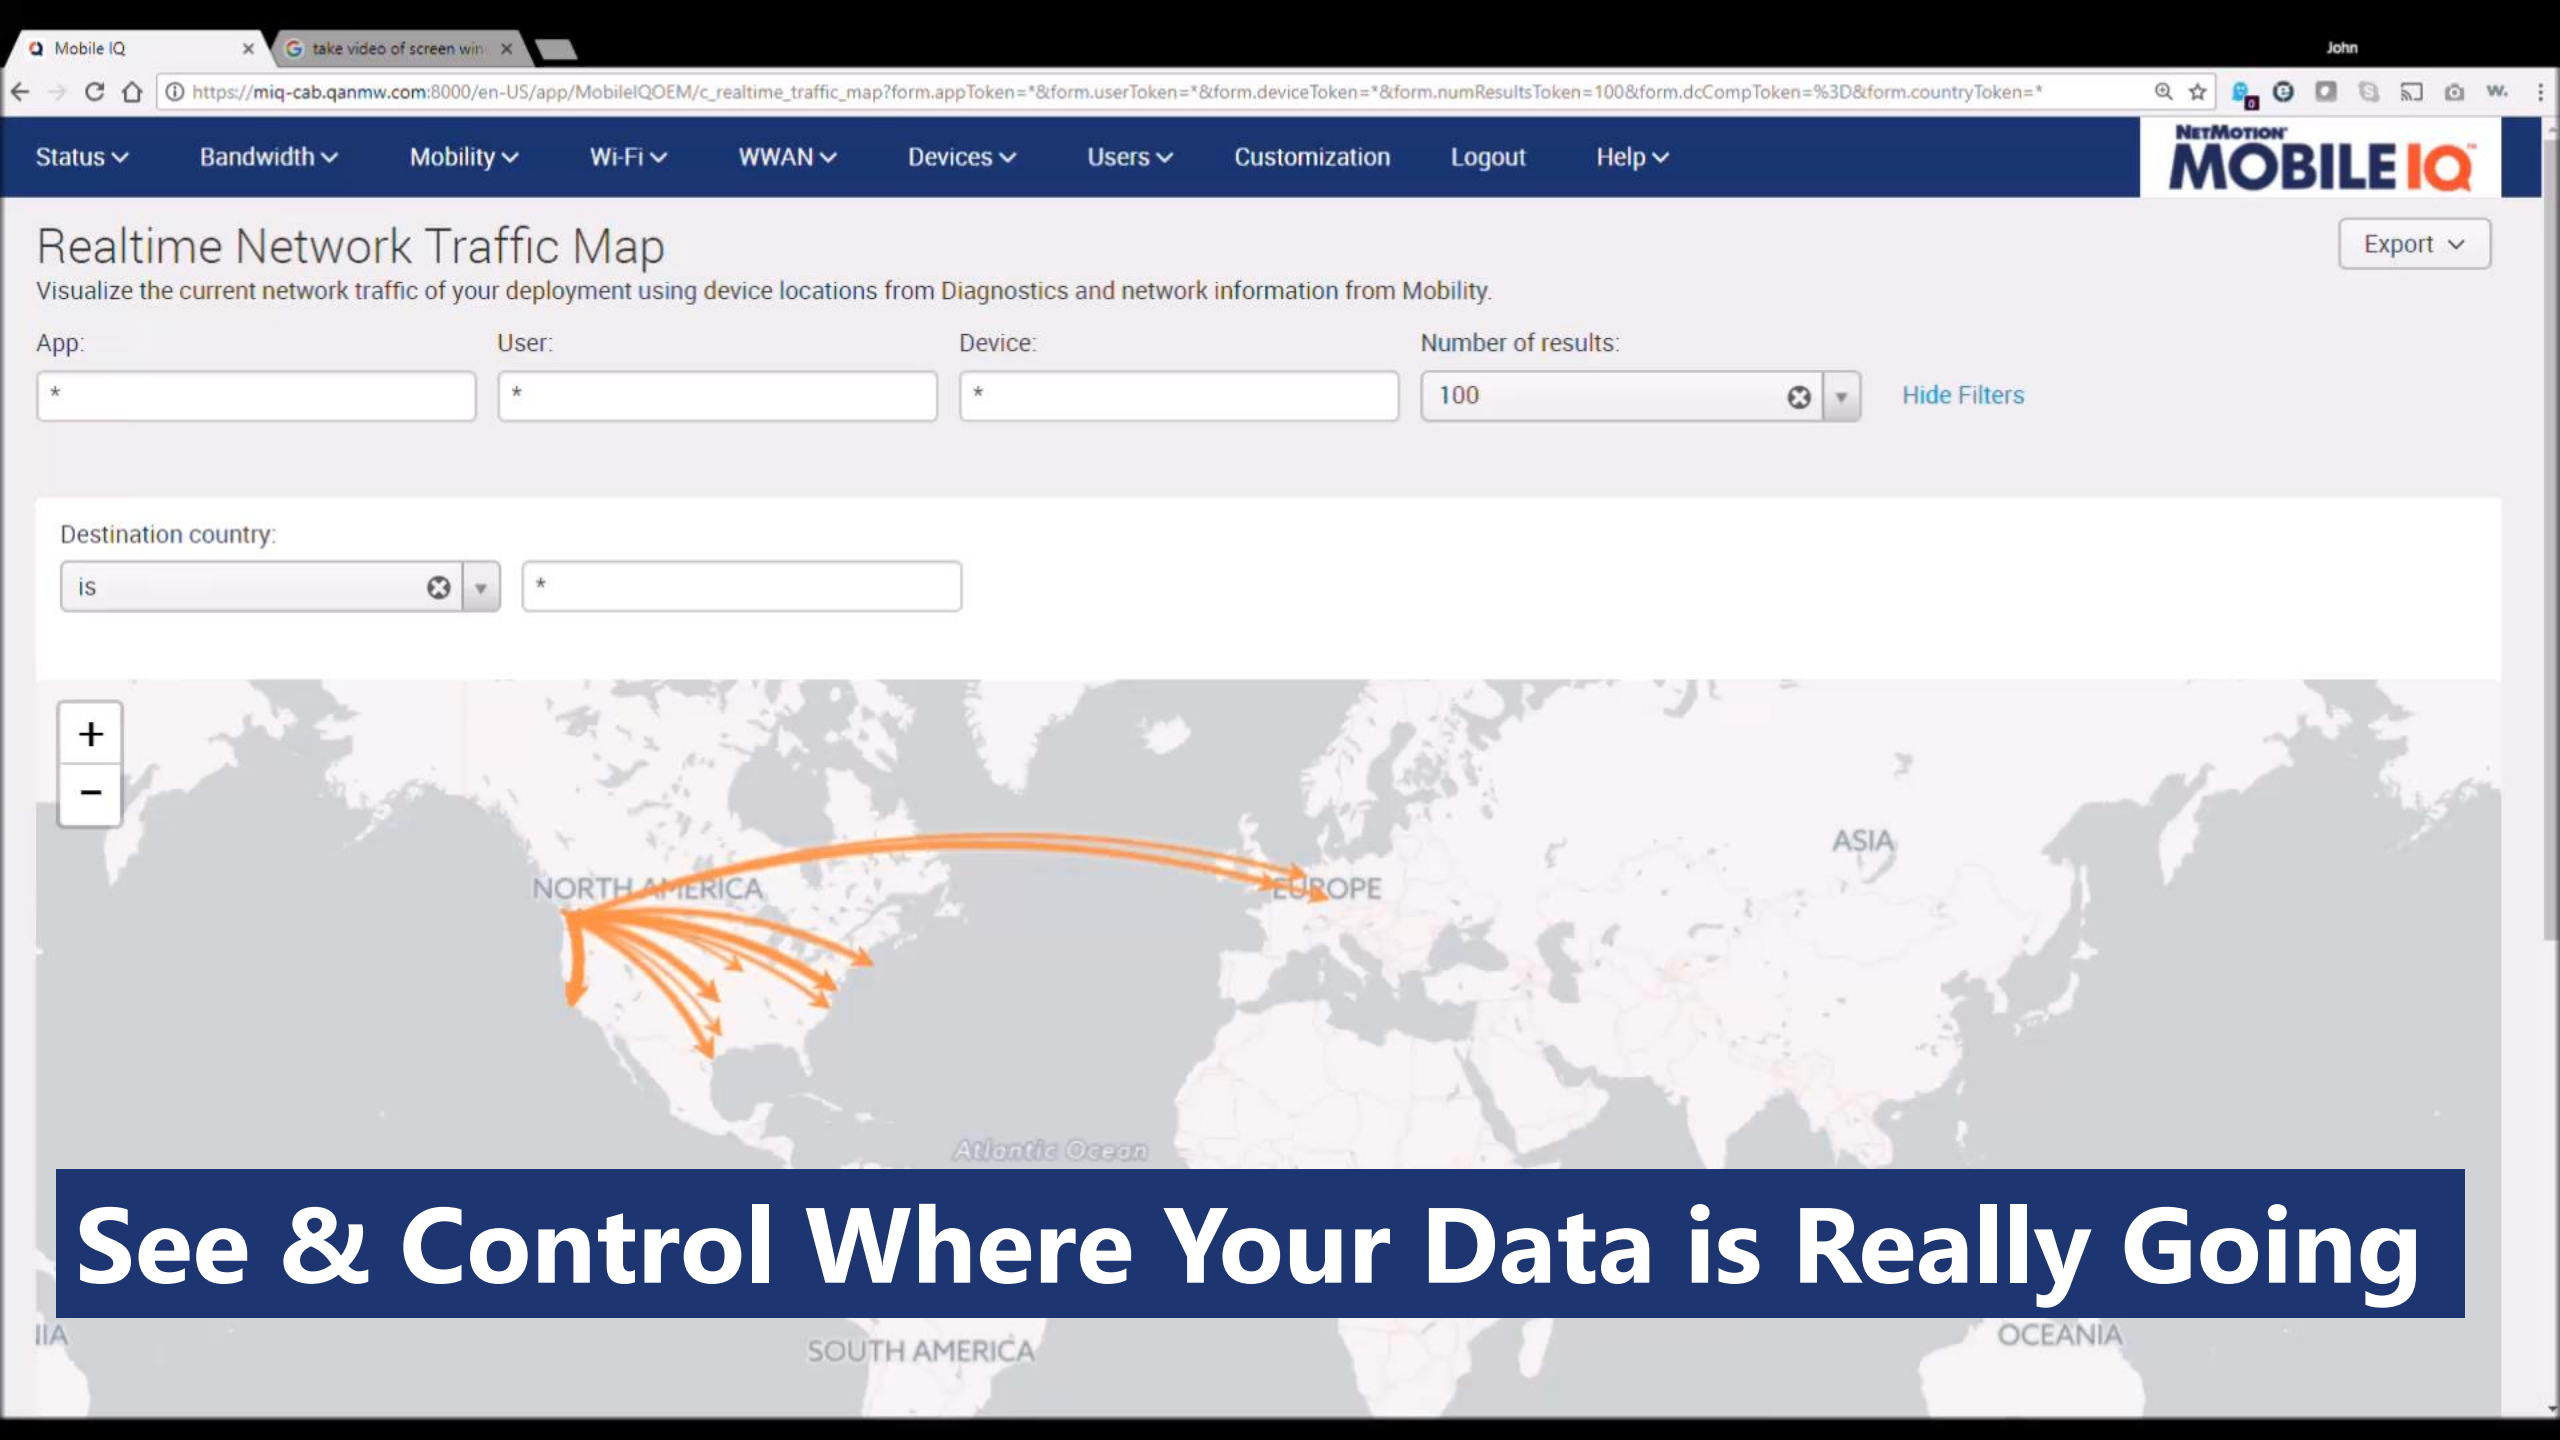 Mobile IQ
take video of screen win
John
https://miq-cab.qanmw.com:8000/en-US/app/MobileIQOEM/c_realtime_traffic_map?form.appToken=*&form.userToken=*&form.deviceToken=*&form.numResultsToken=100&form.dcCompToken=%3D&form.countryToken=*
0
W.
Status Bandwidth Mobility Wi-Fi WWAN Devices Users Customization Logout Help
NETMOTION
MOBILE IQ
Realtime Network Traffic Map
Export
Visualize the current network traffic of your deployment using device locations from Diagnostics and network information from Mobility.
App: User: Device: Number of results:
* * * 100 Hide Filters
Destination country:
is *
+
−
ASIA
NORTH AMERICA EUROPE
Atlantic Ocean
See & Control Where Your Data is Really Going
IIA OCEANIA
SOUTH AMERICA